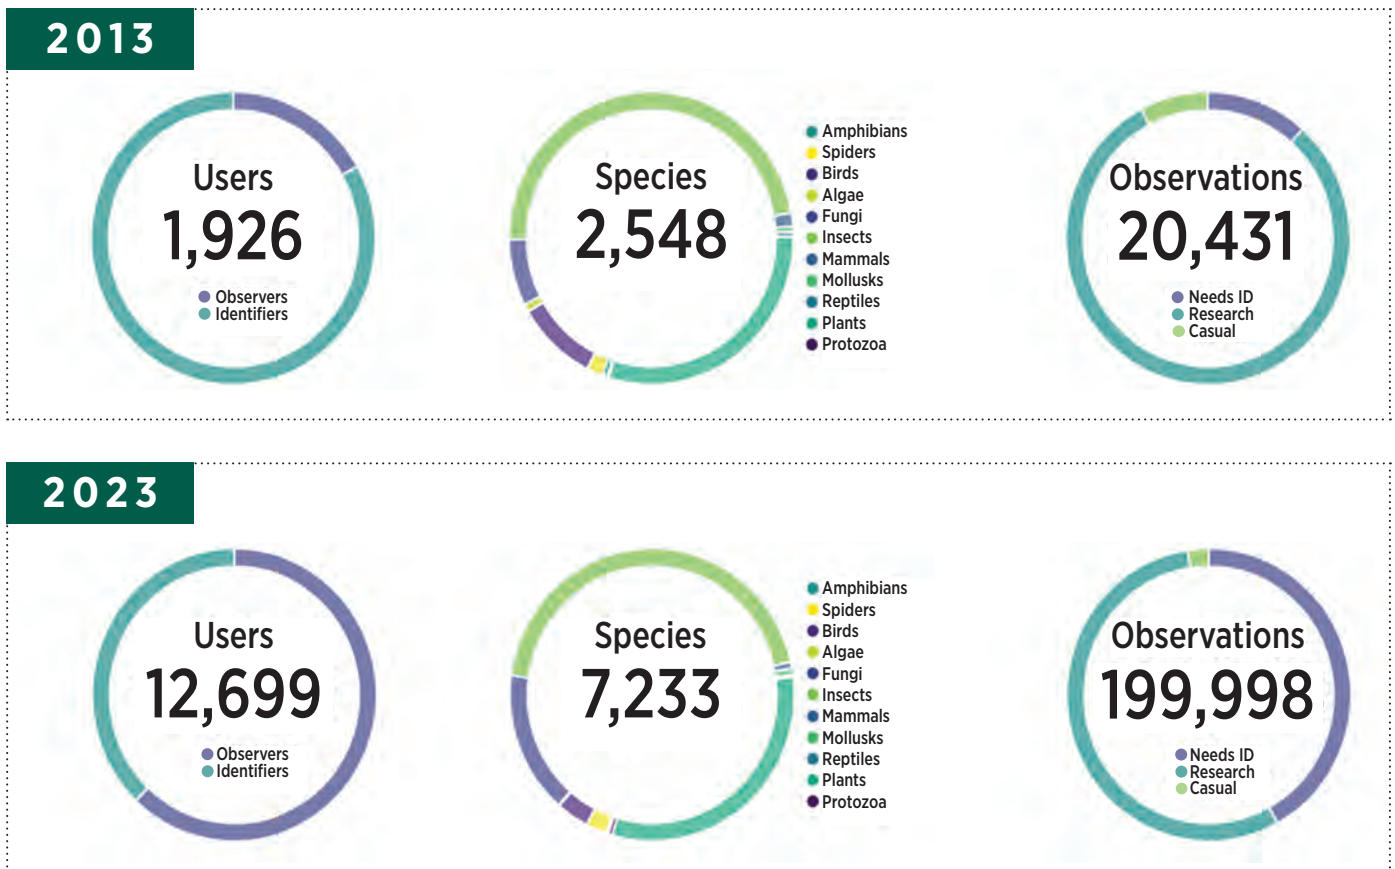 2013
Users
1,926
Observers
Identifiers
Species
2,548
Amphibians
Spiders
Birds
Algae
Fungi
Insects
Mammals
Mollusks
Reptiles
Plants
Protozoa
Observations
20,431
Needs ID
Research
Casual
2023
Users
12,699
Observers
Identifiers
Species
7,233
Amphibians
Spiders
Birds
Algae
Fungi
Insects
Mammals
Mollusks
Reptiles
Plants
Protozoa
Observations
199,998
Needs ID
Research
Casual